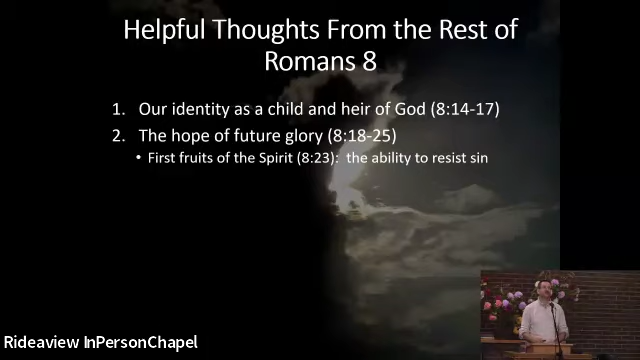 Helpful Thoughts From the Rest of
Romans 8
1. Our identity as a child and heir of God (8:14-17)
2. The hope of future glory (8:18-25)
• First fruits of the Spirit (8:23): the ability to resist sin
Rideaview InPersonChapel